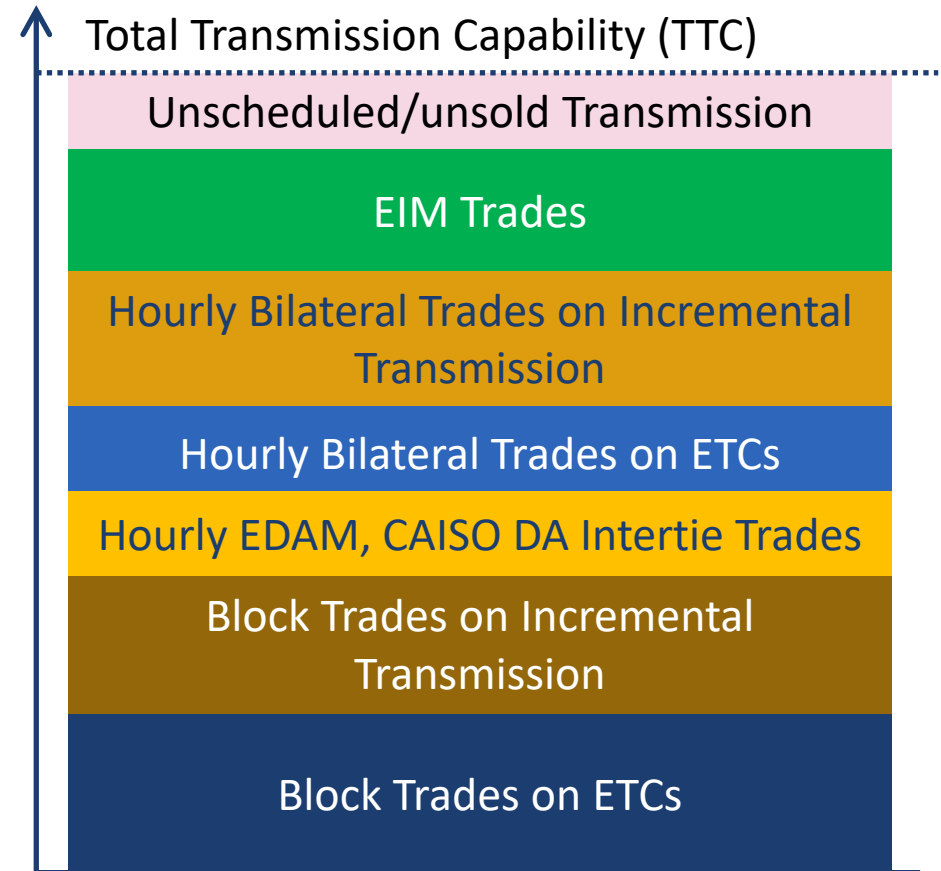 Total Transmission Capability (TTC)
Unscheduled/unsold Transmission
EIM Trades
Hourly Bilateral Trades on Incremental
Transmission
Hourly Bilateral Trades on ETCs
Hourly EDAM, CAISO DA Intertie Trades
Block Trades on Incremental
Transmission
Block Trades on ETCs